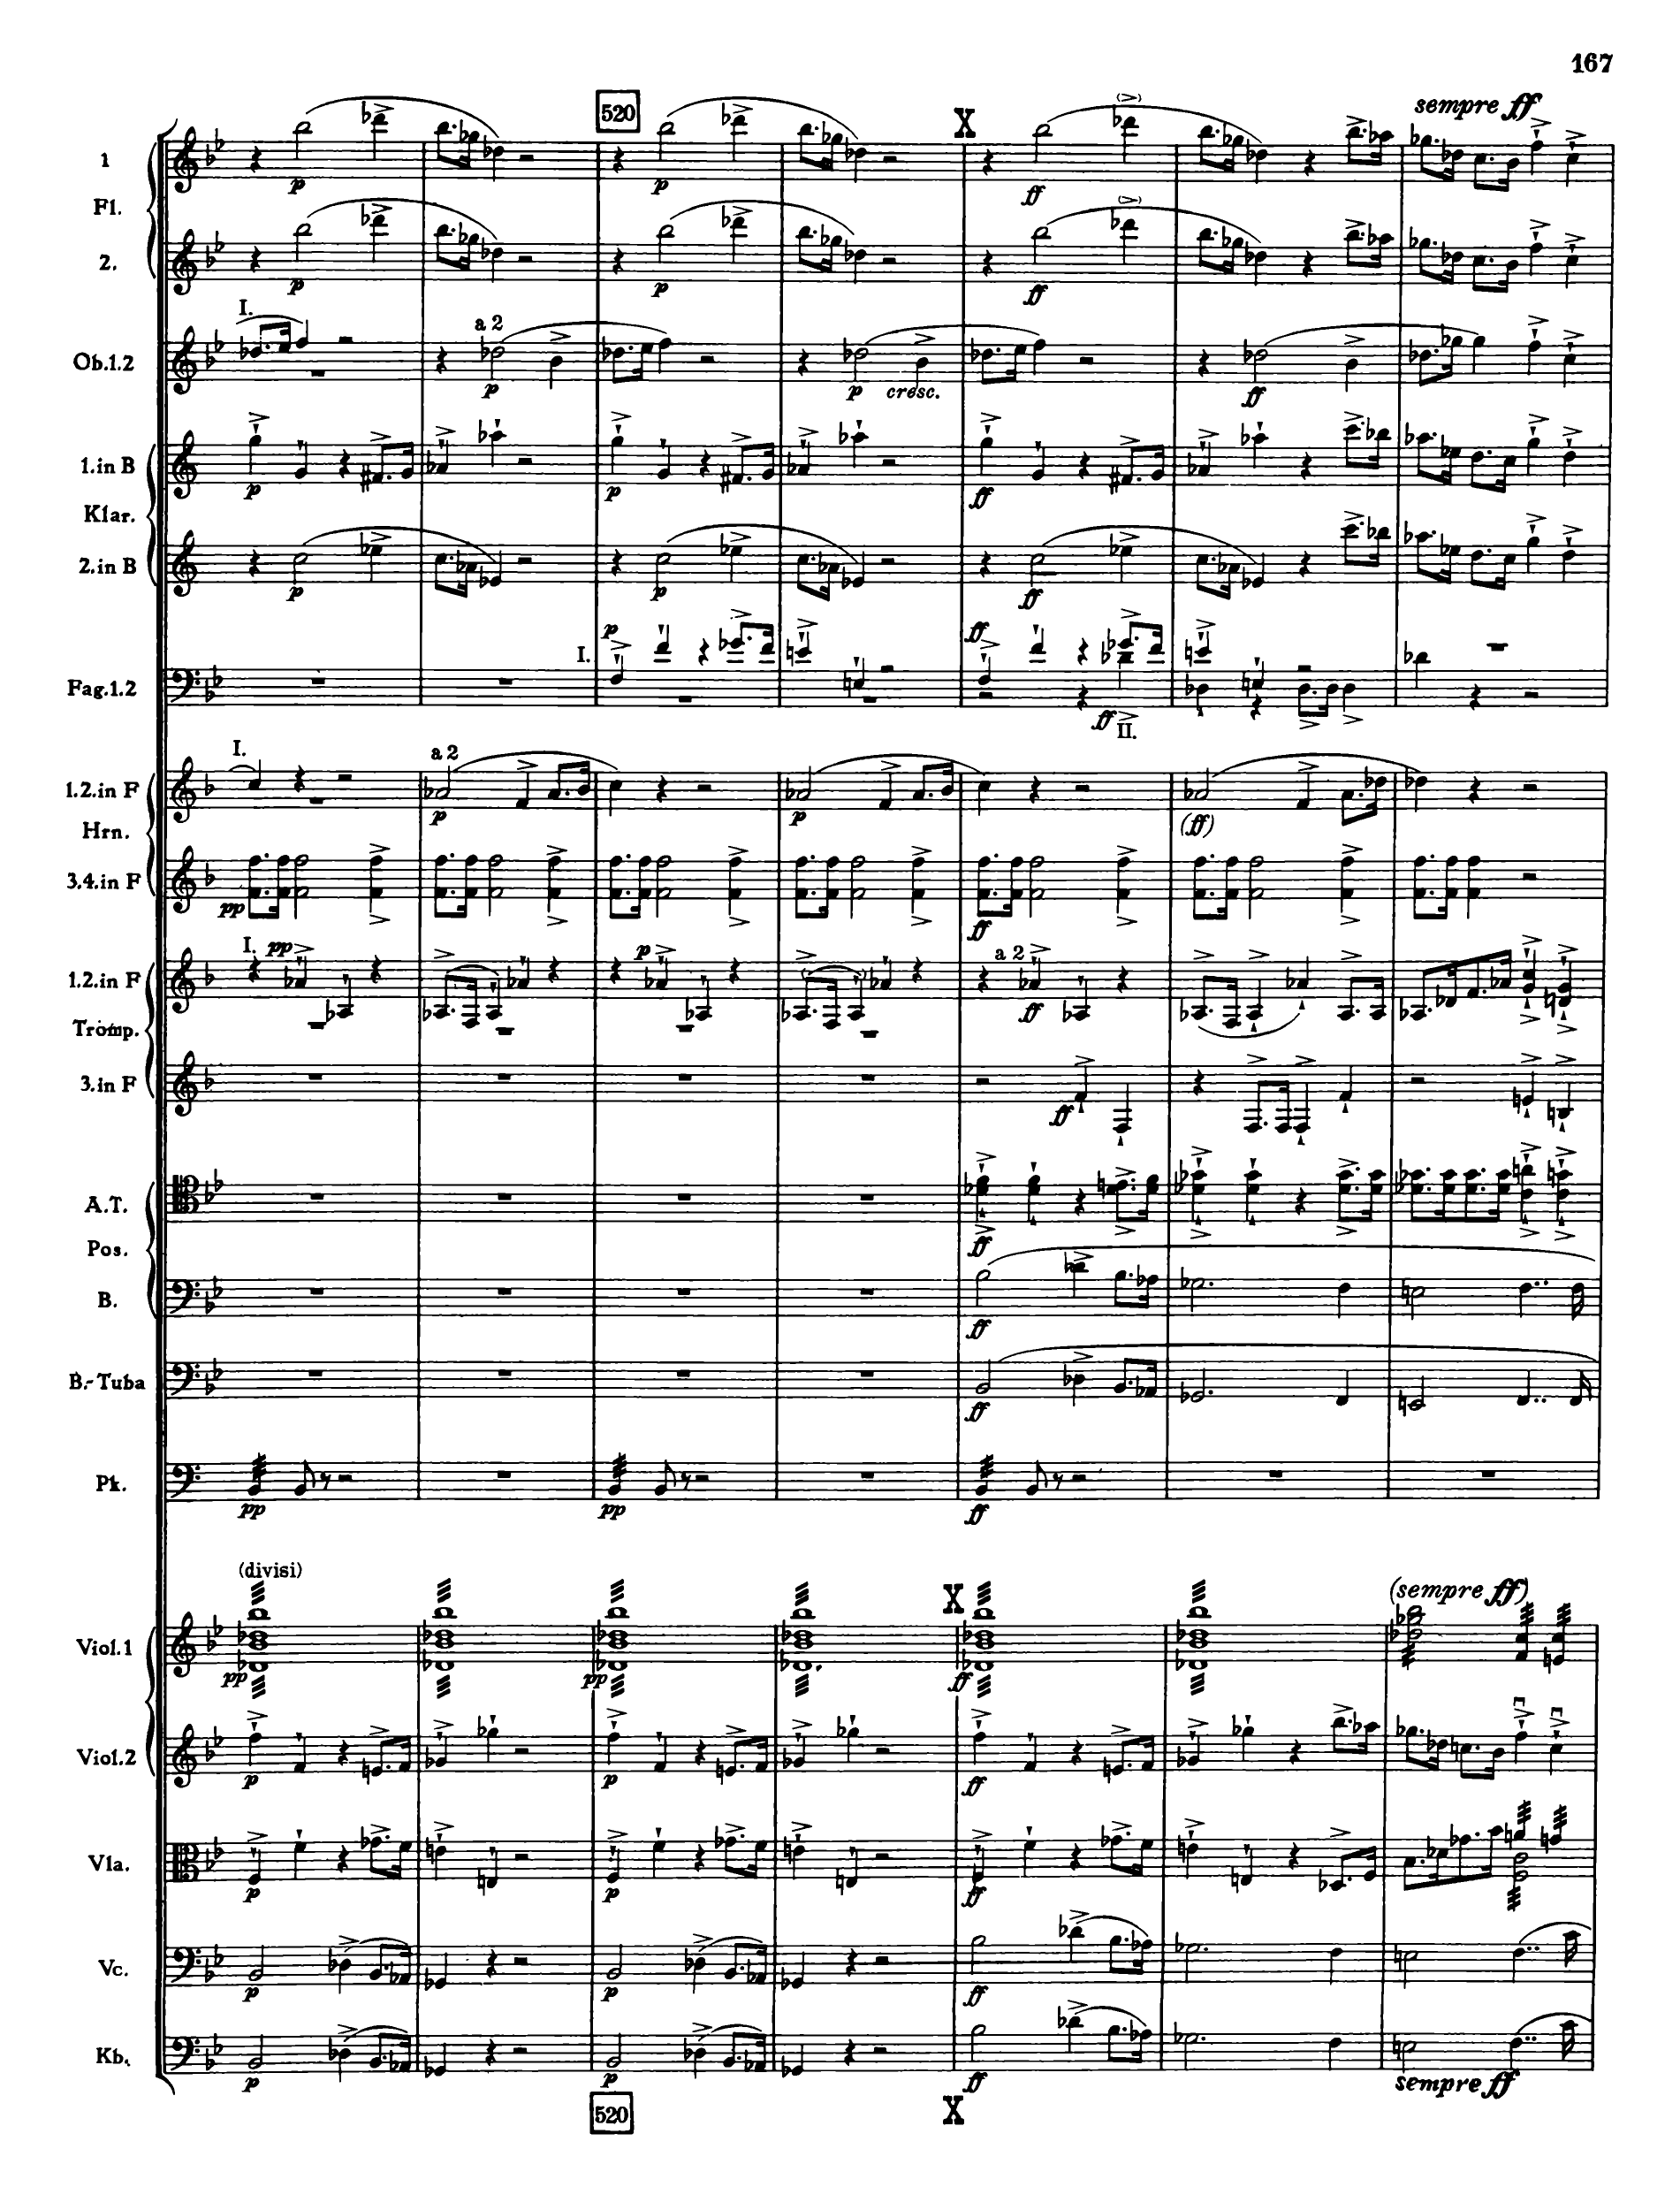 167
520 X sempre ff
1 (>)
p p ff
Fl.
(>)
2.
p p ff
I. a 2
Ob.1.2
p p cresc. ff
1.in B
p p ff
Klar.
2.in B
p p ff
p ff
I.
Fag.1.2
ff II.
I. a 2
1.2.in F
p p (ff)
Hrn.
3.4.in F
pp ff
I. pp p a 2
1.2.in F
ff
Tromp.
3.in F
ff
A.T.
ff
Pos.
B.
ff
B.-Tuba
ff
Pk.
pp pp ff
(divisi) X (sempre ff)
Viol.1
pp pp ff
Viol.2
p p ff
Vla.
p p ff
Vc.
p p ff
Kb.
p p ff sempre ff
520 X